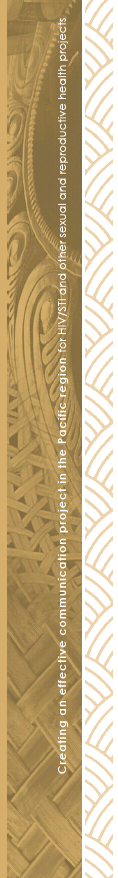 Creating an effective communication project in the Pacific region for HIV/STI and other sexual and reproductive health projects